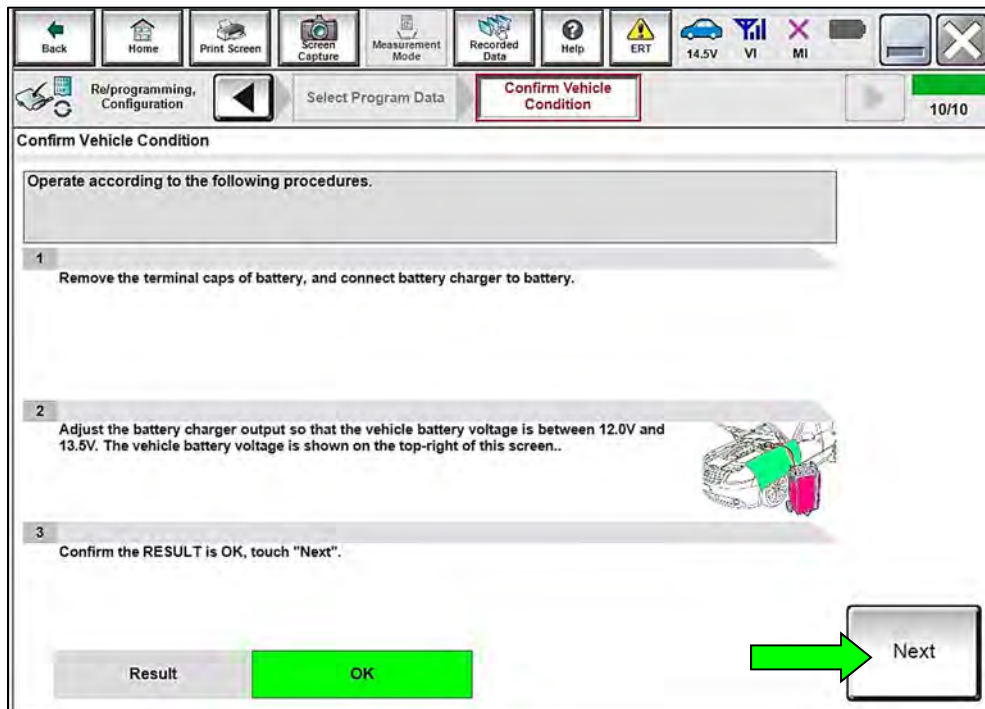 Back
Home
Print Screen
Screen
Capture
Measurement
Mode
Recorded
Data
Help
ERT
14.5V
VI
MI
Re/programming,
Configuration
Select Program Data
Confirm Vehicle
Condition
10/10
Confirm Vehicle Condition
Operate according to the following procedures.
1
Remove the terminal caps of battery, and connect battery charger to battery.
2
Adjust the battery charger output so that the vehicle battery voltage is between 12.0V and
13.5V. The vehicle battery voltage is shown on the top-right of this screen..
3
Confirm the RESULT is OK, touch "Next".
Result
OK
Next